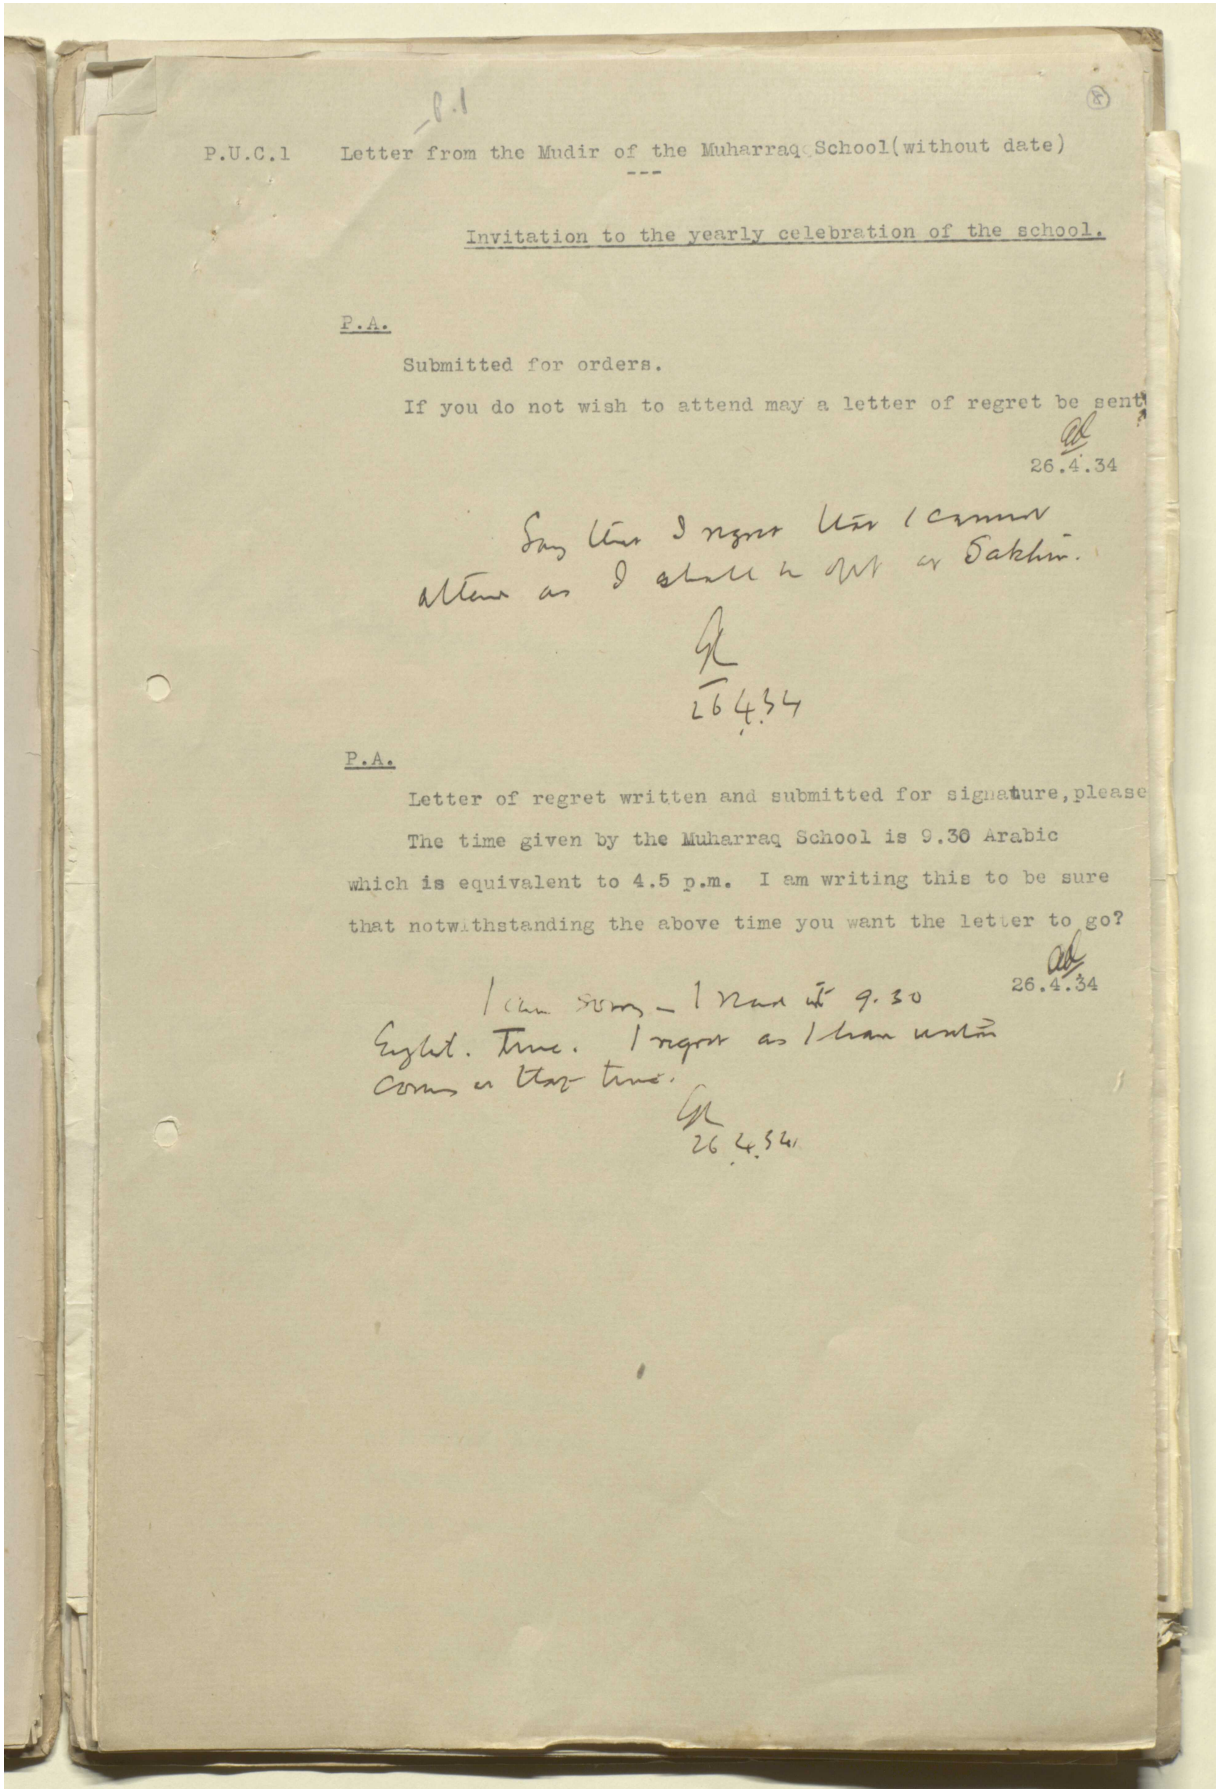 P.1
8
P.U.C.1 Letter from the Mudir of the Muharraq School(without date)
---
Invitation to the yearly celebration of the school.
P.A.
Submitted for orders.
If you do not wish to attend may a letter of regret be sent?
26.4.34
Say that I regret that I cannot
attend as I shall be at Sakhir.
26.4.34
P.A.
Letter of regret written and submitted for signature,please
The time given by the Muharraq School is 9.30 Arabic
which is equivalent to 4.5 p.m. I am writing this to be sure
that notwithstanding the above time you want the letter to go?
26.4.34
I am sorry – I read it 9.30
Englt. Time. I regret as I have
at that time.
26.4.34